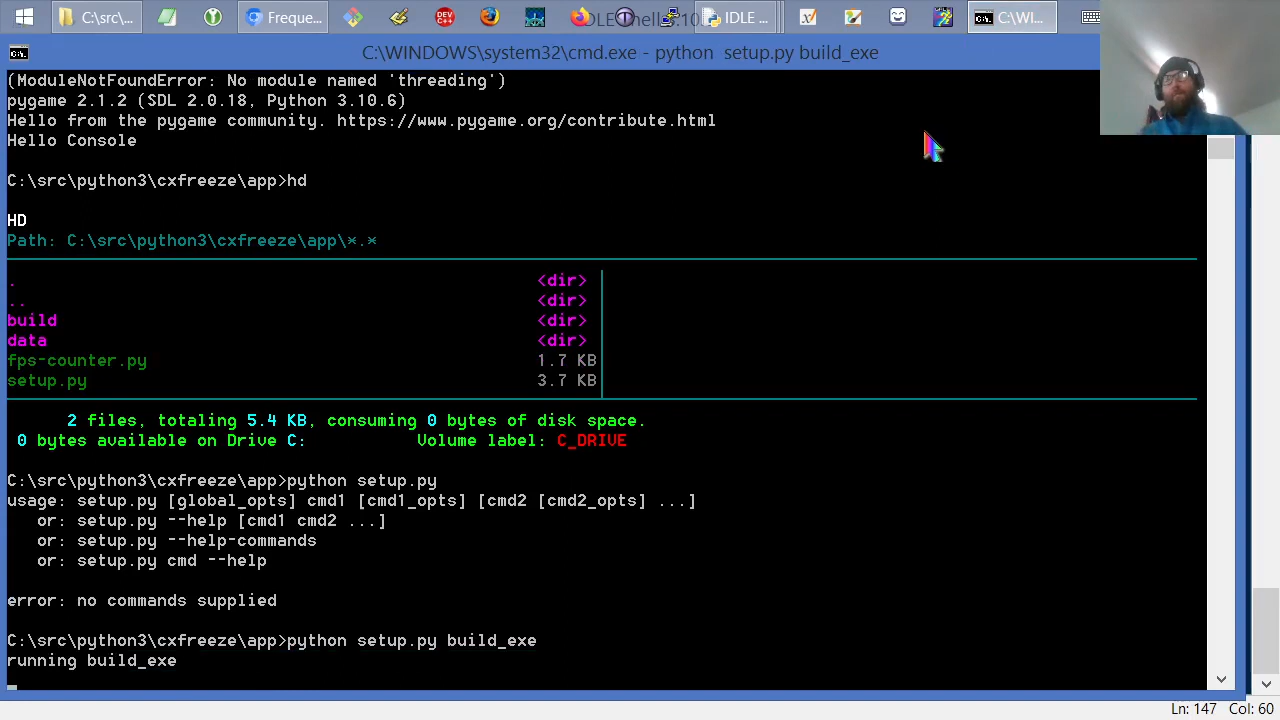 C:\src\...
Freque...
DEV C++
IDLE Shell 3.10
IDLE ...
C:\WI...
C:\WINDOWS\system32\cmd.exe - python  setup.py build_exe
(ModuleNotFoundError: No module named 'threading')
pygame 2.1.2 (SDL 2.0.18, Python 3.10.6)
Hello from the pygame community. https://www.pygame.org/contribute.html
Hello Console
C:\src\python3\cxfreeze\app>hd
HD
Path: C:\src\python3\cxfreeze\app\*.*
. <dir>
.. <dir>
build <dir>
data <dir>
fps-counter.py 1.7 KB
setup.py 3.7 KB
2 files, totaling 5.4 KB, consuming 0 bytes of disk space.
0 bytes available on Drive C: Volume label: C_DRIVE
C:\src\python3\cxfreeze\app>python setup.py
usage: setup.py [global_opts] cmd1 [cmd1_opts] [cmd2 [cmd2_opts] ...]
or: setup.py --help [cmd1 cmd2 ...]
or: setup.py --help-commands
or: setup.py cmd --help
error: no commands supplied
C:\src\python3\cxfreeze\app>python setup.py build_exe
running build_exe
Ln: 147 Col: 60